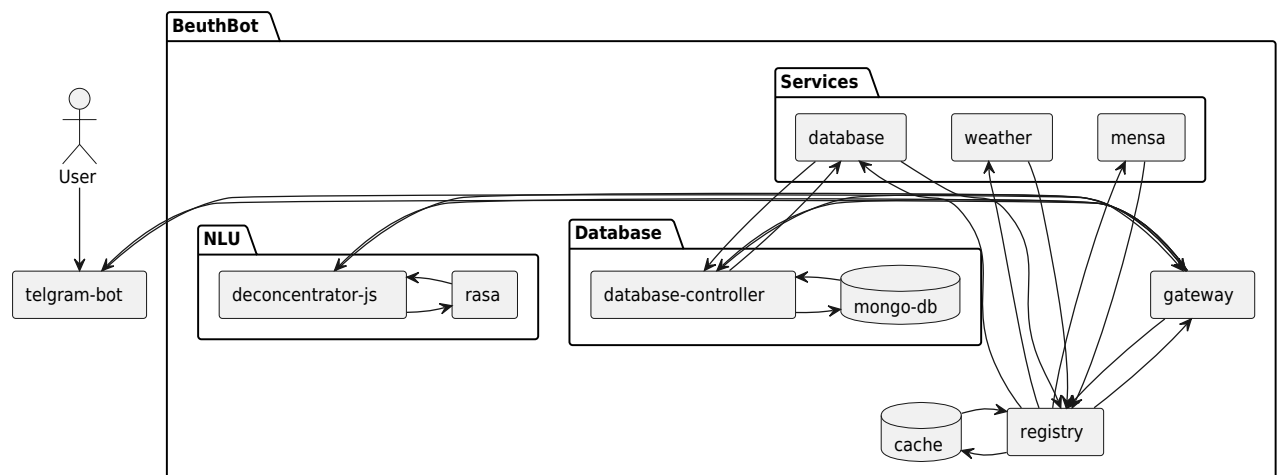 BeuthBot
Services
database
weather
mensa
User
NLU
Database
telgram-bot
deconcentrator-js
rasa
database-controller
mongo-db
gateway
cache
registry